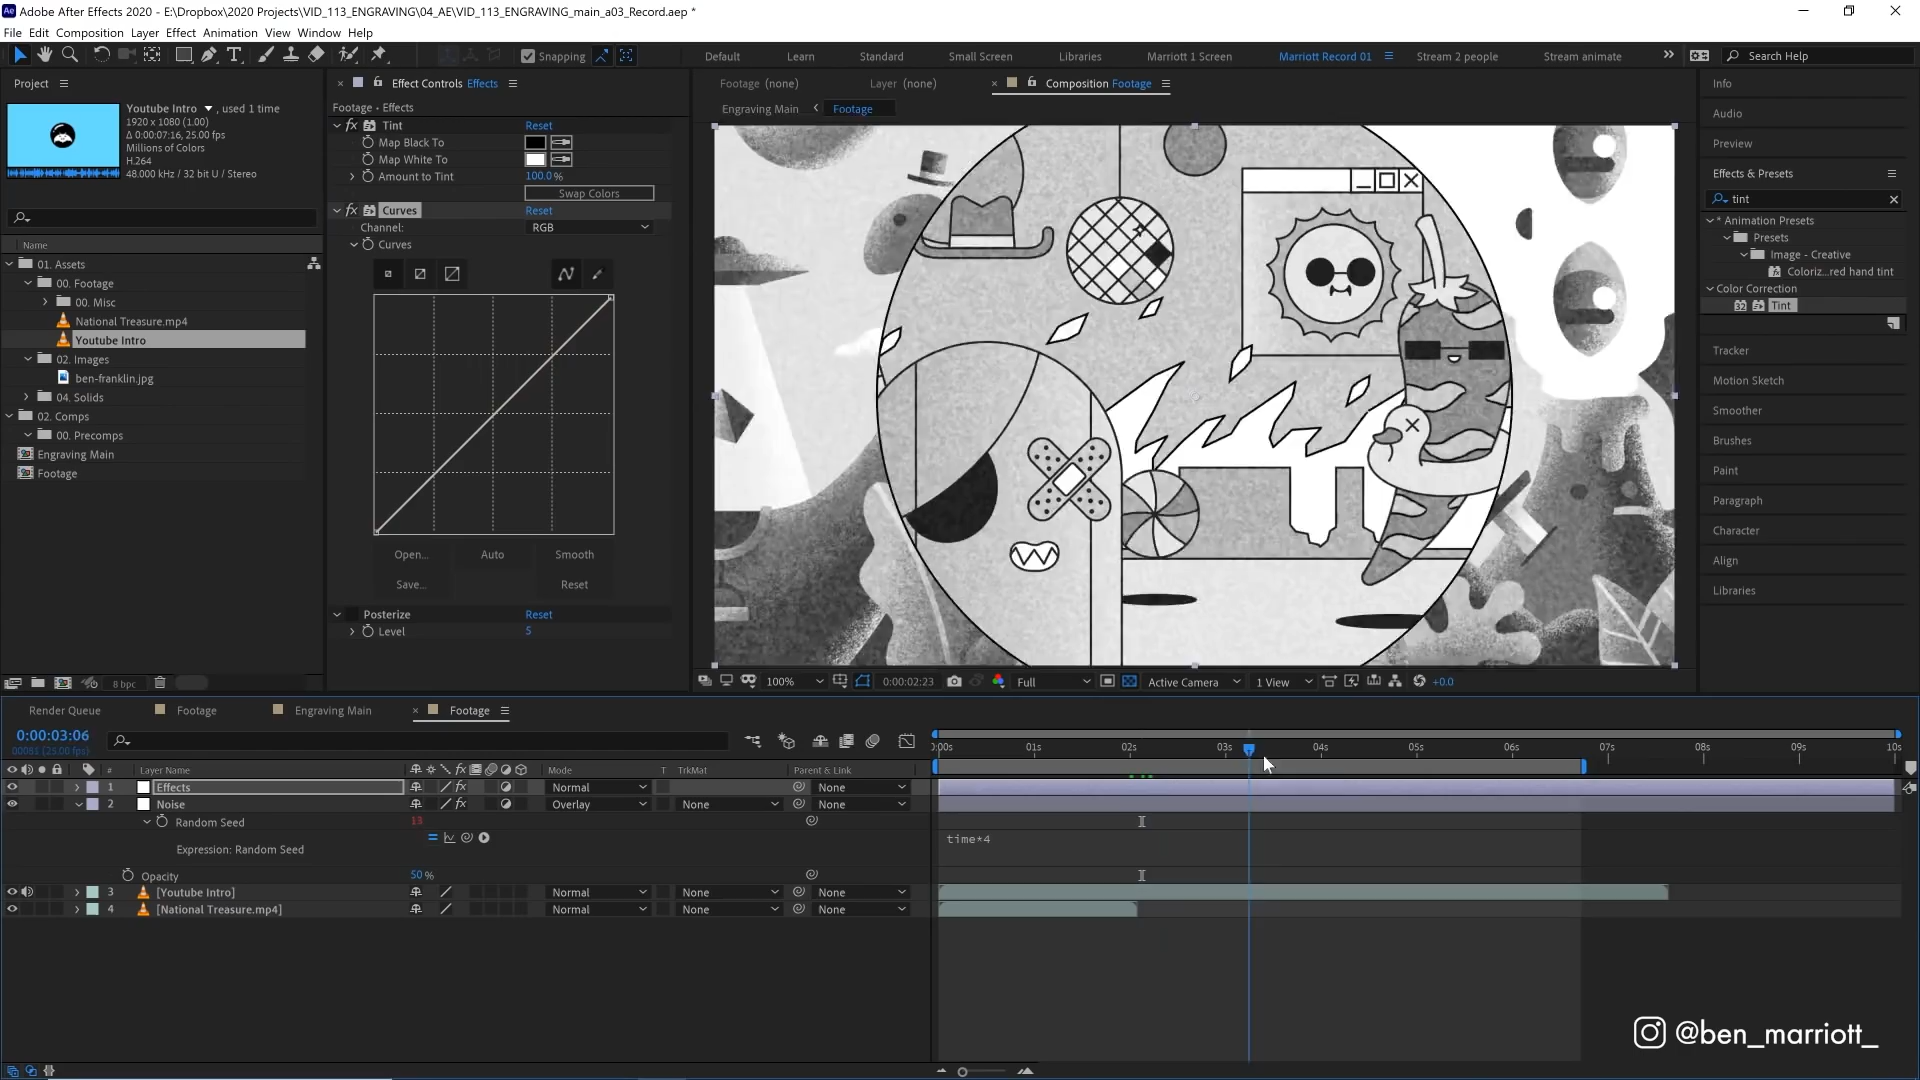 Adobe After Effects 2020 - E:\Dropbox\2020 Projects\VID_113_ENGRAVING\04_AE\VID_113_ENGRAVING_main_a03_Record.aep *
File Edit Composition Layer Effect Animation View Window Help
Snapping
Default Learn Standard Small Screen Libraries Marriott 1 Screen Marriott Record 01 Stream 2 people Stream animate
Search Help
Project
Youtube Intro , used 1 time
1920 x 1080 (1.00)
Δ 0:00:07:16, 25.00 fps
Millions of Colors
H.264
48.000 kHz / 32 bit U / Stereo
Name
01. Assets
00. Footage
00. Misc
National Treasure.mp4
Youtube Intro
02. Images
ben-franklin.jpg
04. Solids
02. Comps
00. Precomps
Engraving Main
Footage
8 bpc
Effect Controls Effects
Footage - Effects
fx Tint Reset
Map Black To
Map White To
Amount to Tint 100.0 %
Swap Colors
fx Curves Reset
Channel: RGB
Curves
Open... Auto Smooth
Save... Reset
Posterize Reset
Level 5
Footage (none) Layer (none) Composition Footage
Engraving Main Footage
100% 0:00:02:23 Full Active Camera 1 View +0.0
Info
Audio
Preview
Effects & Presets
tint
* Animation Presets
Presets
Image - Creative
Coloriz...red hand tint
Color Correction
32 Tint
Tracker
Motion Sketch
Smoother
Brushes
Paint
Paragraph
Character
Align
Libraries
Render Queue Footage Engraving Main Footage
0:00:03:06
00081 (25.00 fps)
# Layer Name Mode T TrkMat Parent & Link
0:00s 01s 02s 03s 04s 05s 06s 07s 08s 09s 10s
1 Effects fx Normal None
2 Noise fx Overlay None None
Random Seed 13
Expression: Random Seed time*4
Opacity 50 %
3 [Youtube Intro] Normal None None
4 [National Treasure.mp4] Normal None None
@ben_marriott_